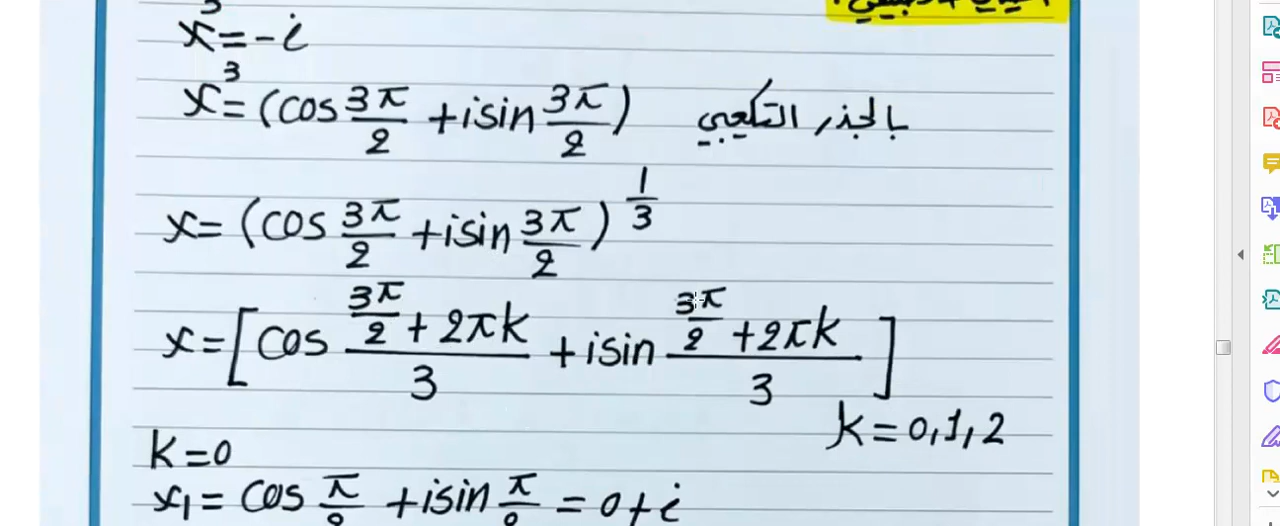 x³ = -i
x³ = (cos 3π/2 + i sin 3π/2) بالجذر التكعيبي
x = (cos 3π/2 + i sin 3π/2)^(1/3)
x = [cos (3π/2 + 2πk)/3 + i sin (3π/2 + 2πk)/3]
k = 0, 1, 2
k = 0
x₁ = cos π/2 + i sin π/2 = 0 + i